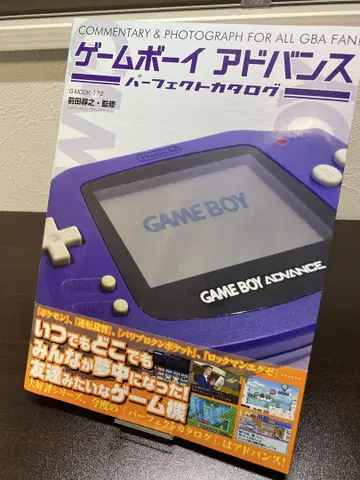 COMMENTARY & PHOTOGRAPH FOR ALL GBA FAN
ゲームボーイ アドバンス
パーフェクトカタログ
G-MOOK-172
前田尋之・監修
GAME BOY
GAME BOY ADVANCE
『ポケモン』、『逆転裁判』、『パワプロクンポケット』、『ロックマンエグゼ』……
いつでもどこでも
みんなが夢中になった!
友達みたいなゲーム機
大好評シリーズ、今度の「パーフェクトカタログ」はアドバンス!